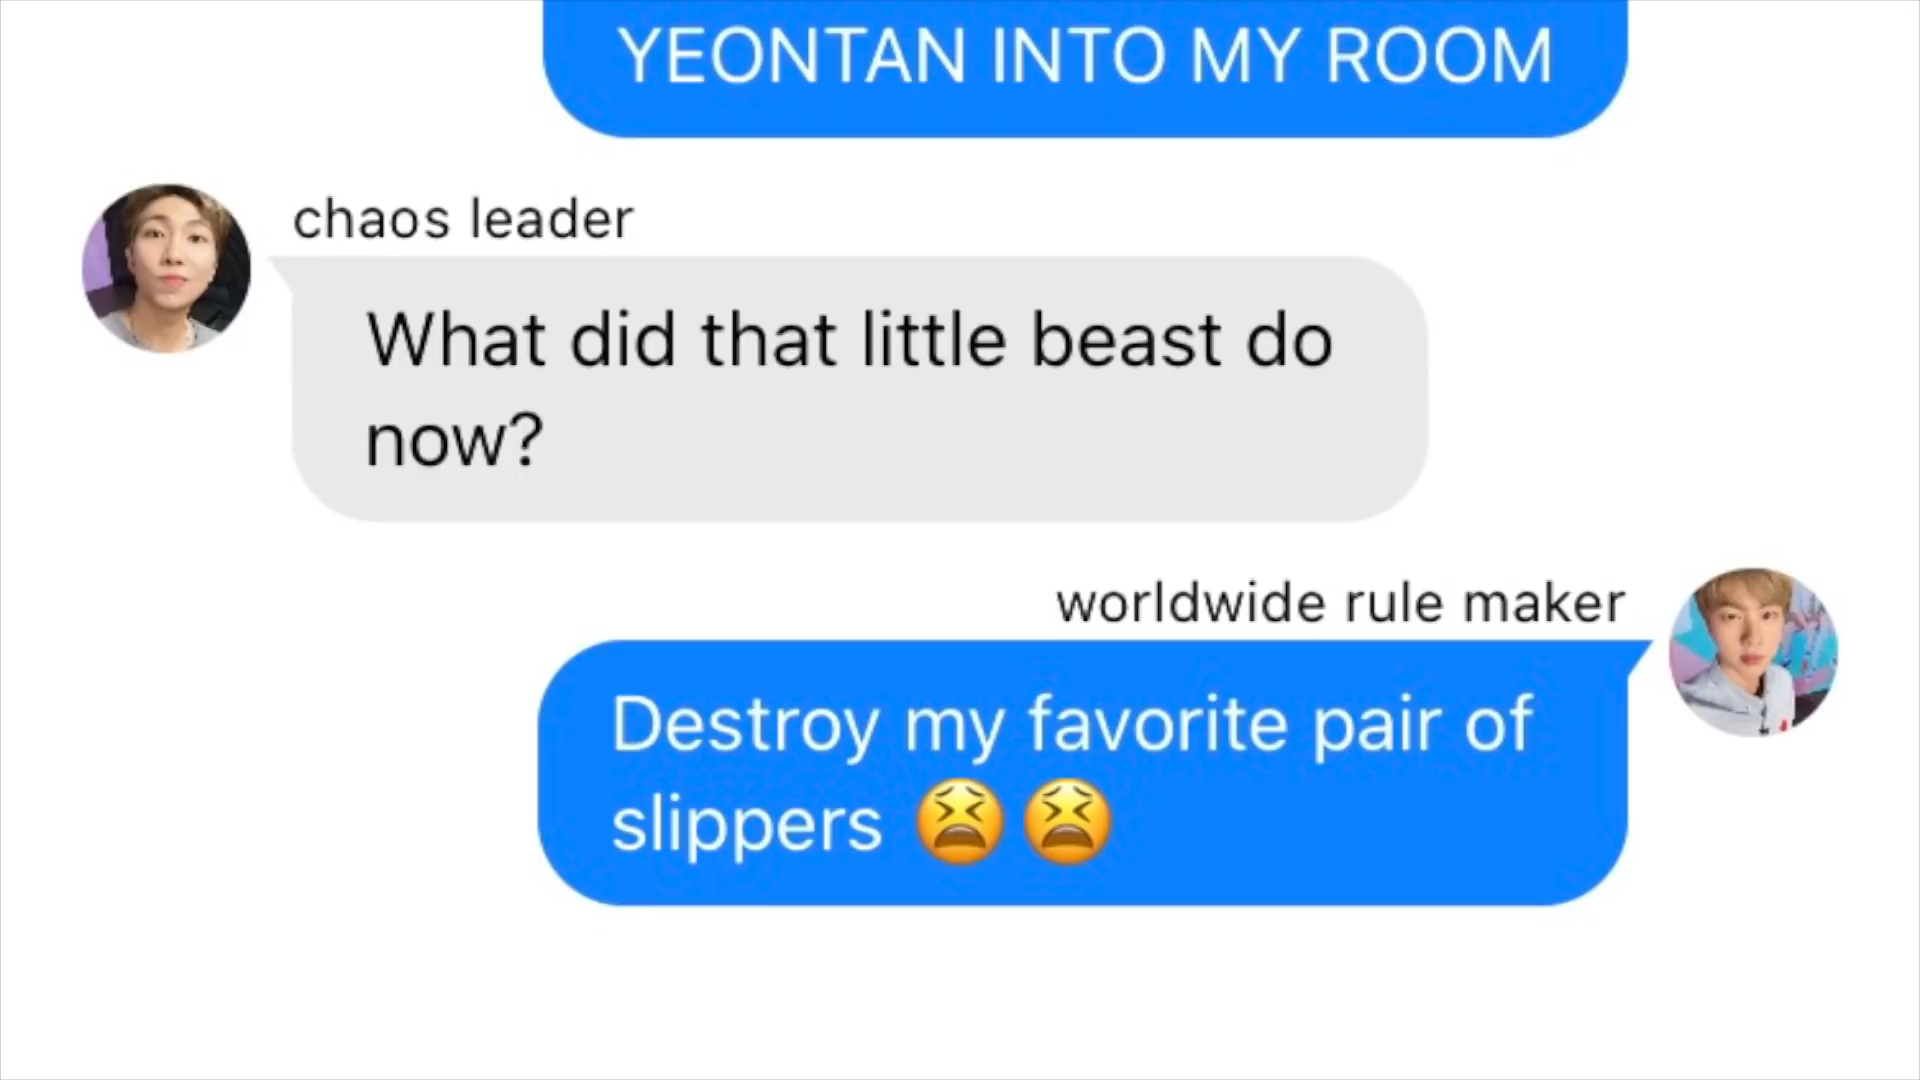 YEONTAN INTO MY ROOM
chaos leader
What did that little beast do
now?
worldwide rule maker
Destroy my favorite pair of
slippers 😫😫